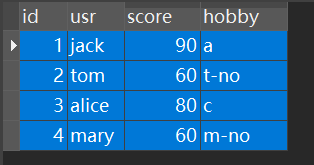 id usr score hobby
1 jack 90 a
2 tom 60 t-no
3 alice 80 c
4 mary 60 m-no